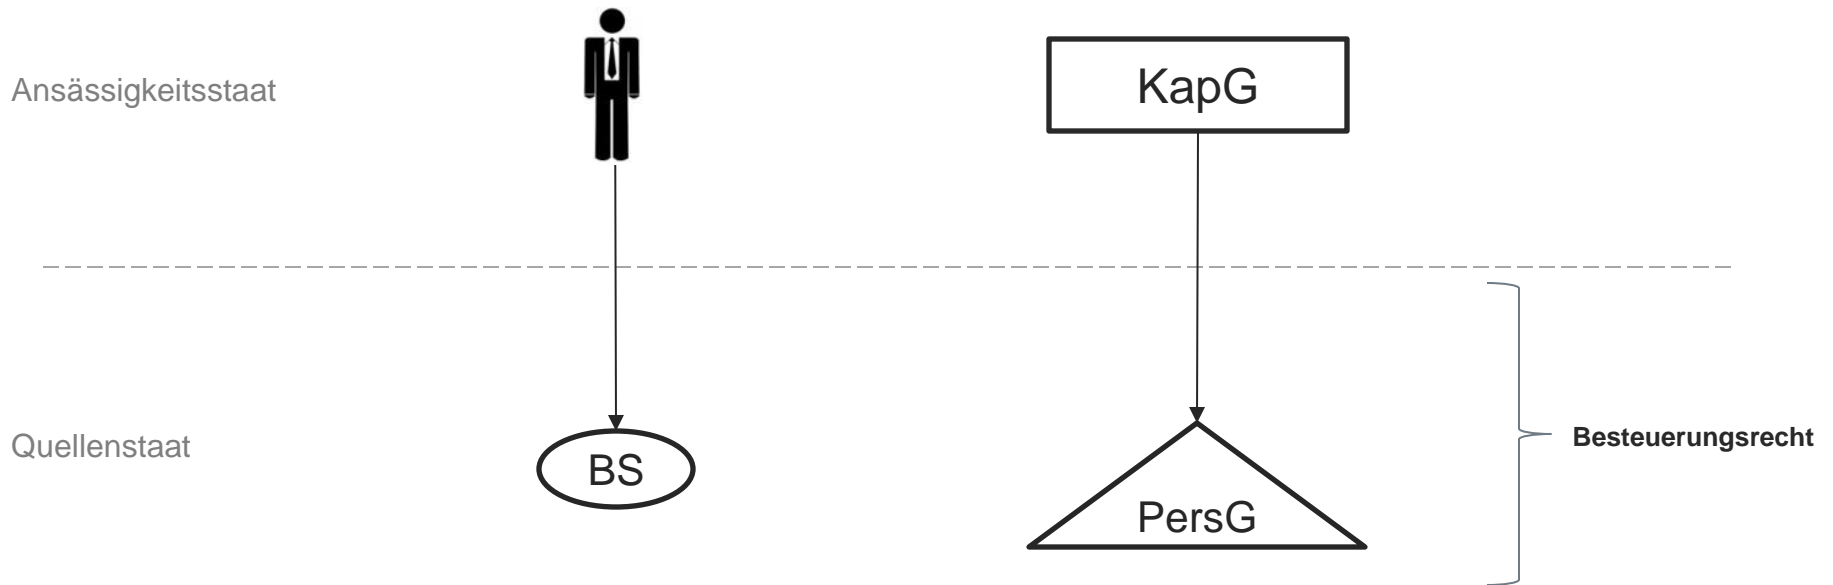 Ansässigkeitsstaat
KapG
Quellenstaat
BS
PersG
Besteuerungsrecht